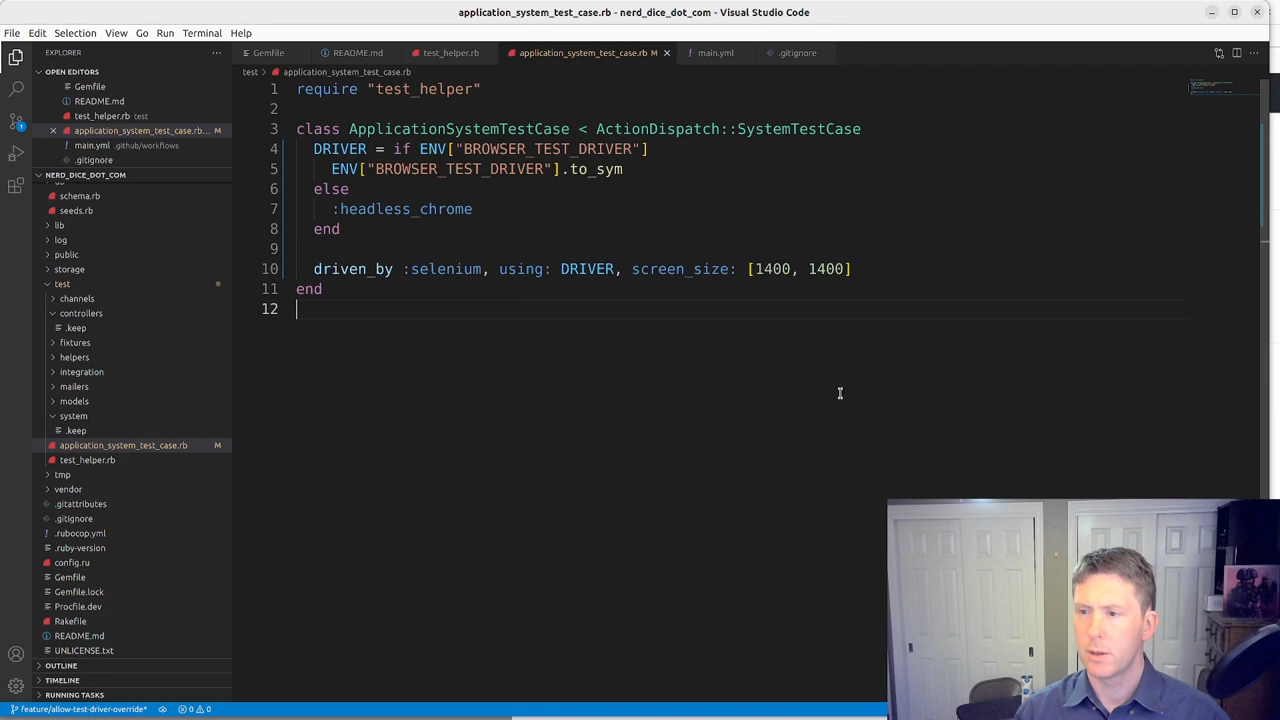 application_system_test_case.rb - nerd_dice_dot_com - Visual Studio Code
File Edit Selection View Go Run Terminal Help
EXPLORER
OPEN EDITORS
Gemfile
README.md
test_helper.rb test
application_system_test_case.rb... M
main.yml .github/workflows
.gitignore
NERD_DICE_DOT_COM
schema.rb
seeds.rb
lib
log
public
storage
test
channels
controllers
.keep
fixtures
helpers
integration
mailers
models
system
.keep
application_system_test_case.rb M
test_helper.rb
tmp
vendor
.gitattributes
.gitignore
.rubocop.yml
.ruby-version
config.ru
Gemfile
Gemfile.lock
Procfile.dev
Rakefile
README.md
UNLICENSE.txt
OUTLINE
TIMELINE
RUNNING TASKS
Gemfile README.md test_helper.rb application_system_test_case.rb M main.yml .gitignore
test > application_system_test_case.rb
1 require "test_helper"
2
3 class ApplicationSystemTestCase < ActionDispatch::SystemTestCase
4 DRIVER = if ENV["BROWSER_TEST_DRIVER"]
5 ENV["BROWSER_TEST_DRIVER"].to_sym
6 else
7 :headless_chrome
8 end
9
10 driven_by :selenium, using: DRIVER, screen_size: [1400, 1400]
11 end
12
1
feature/allow-test-driver-override* 0 0